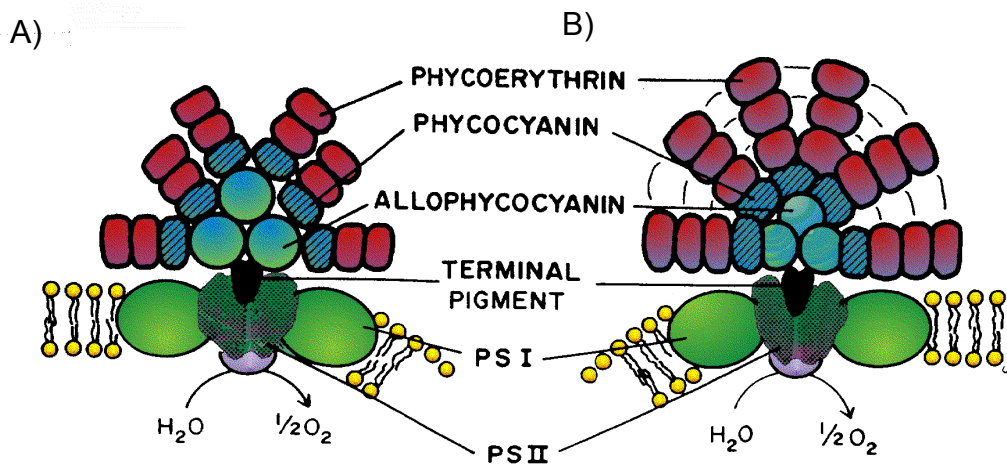 A)
B)
PHYCOERYTHRIN
PHYCOCYANIN
ALLOPHYCOCYANIN
TERMINAL
PIGMENT
PS I
PS II
H₂O
½O₂
H₂O
½O₂